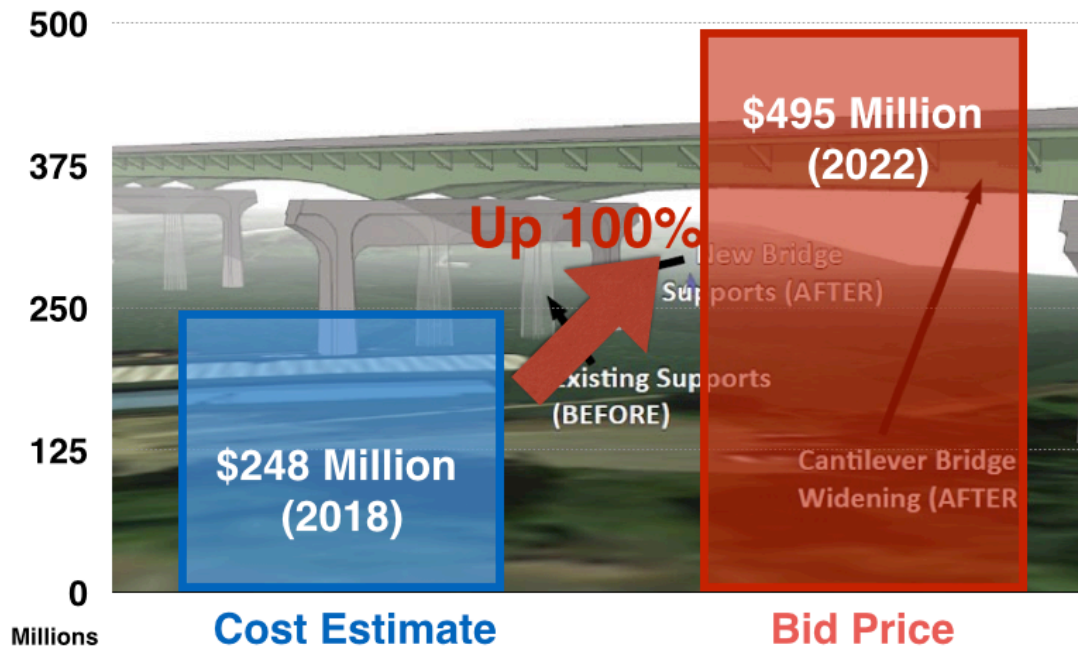 500
375
250
125
0
Millions
$495 Million
(2022)
Up 100%
New Bridge
Supports (AFTER)
Existing Supports
(BEFORE)
$248 Million
(2018)
Cantilever Bridge
Widening (AFTER
Cost Estimate
Bid Price